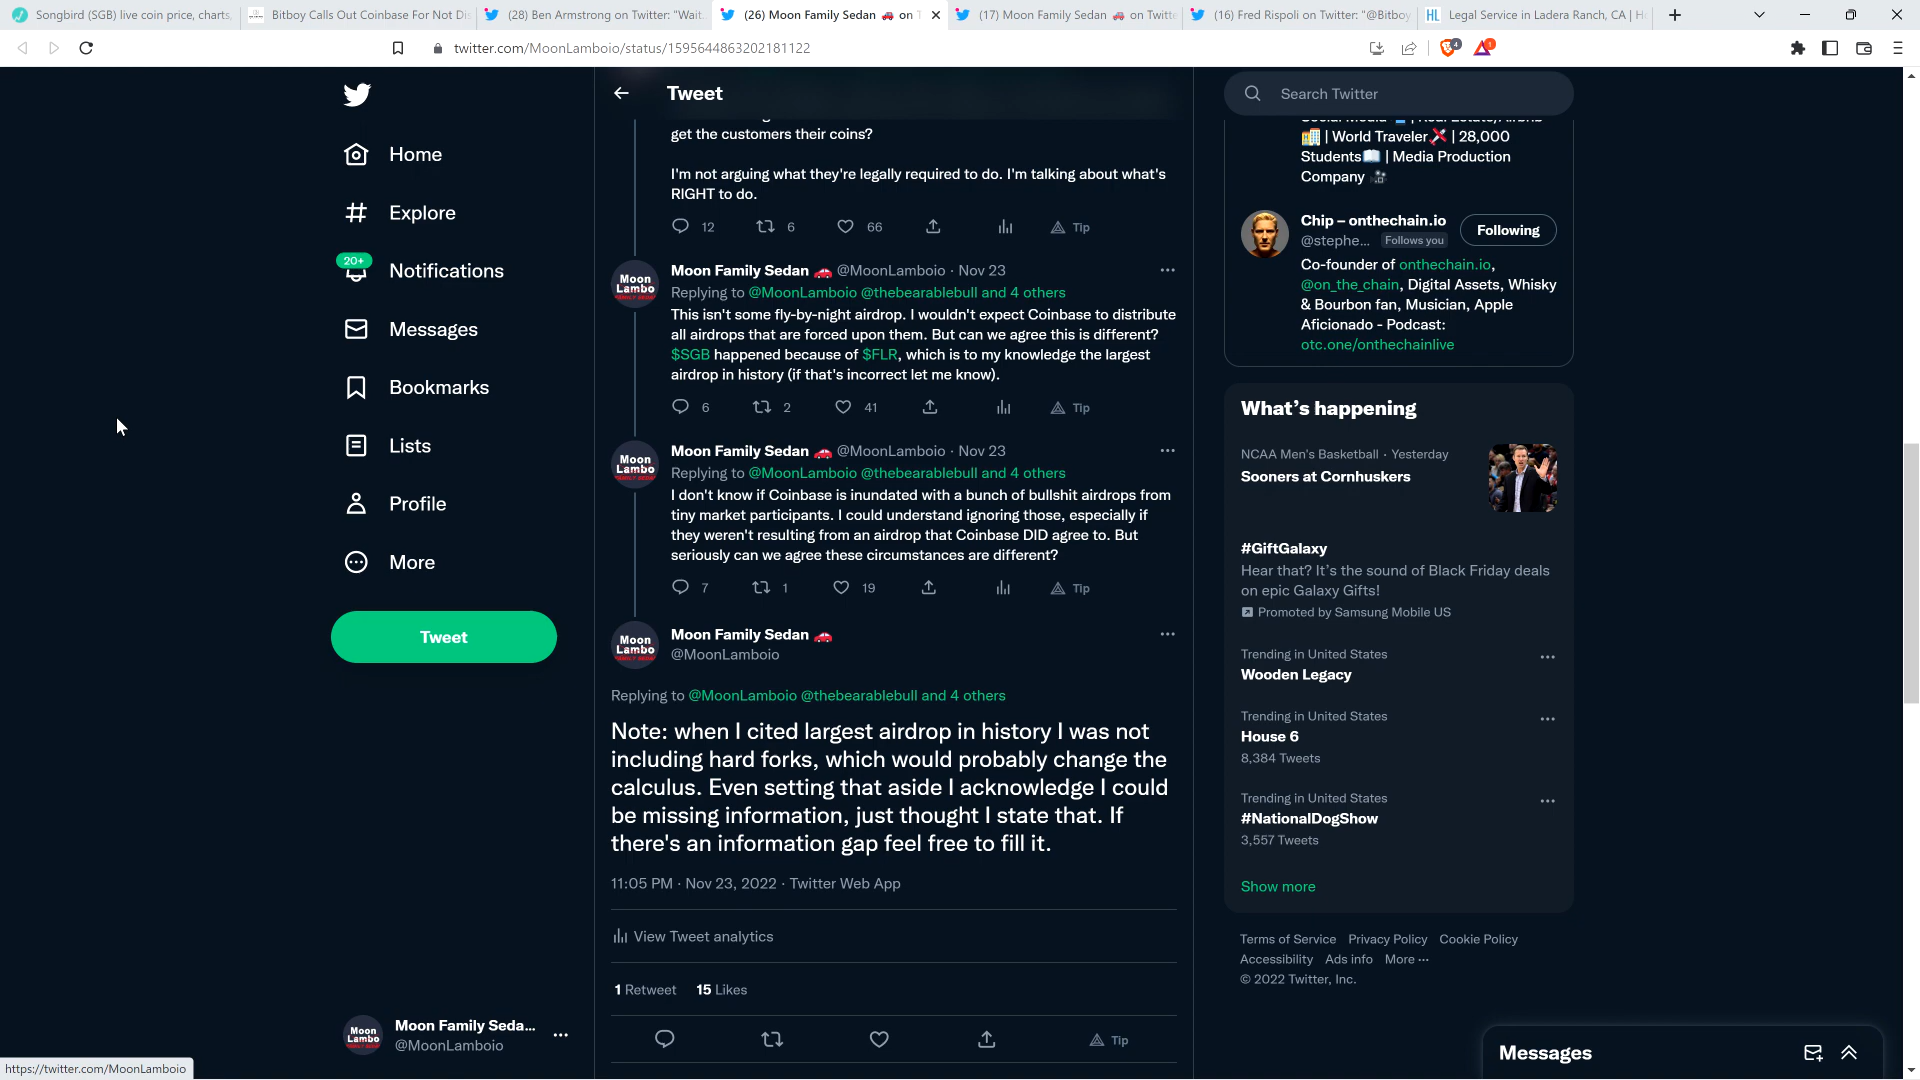 Songbird (SGB) live coin price, charts,
Bitboy Calls Out Coinbase For Not Dis
(28) Ben Armstrong on Twitter: "Wait.
(26) Moon Family Sedan 🚗 on T
(17) Moon Family Sedan 🚗 on Twitte
(16) Fred Rispoli on Twitter: "@Bitboy
HL Legal Service in Ladera Ranch, CA | H
twitter.com/MoonLamboio/status/1595644863202181122
4
1
Home
Explore
20+
Notifications
Messages
Bookmarks
Lists
Profile
More
Tweet
Moon Family Seda...
@MoonLamboio
Moon
Lambo
https://twitter.com/MoonLamboio
Tweet
get the customers their coins?
I'm not arguing what they're legally required to do. I'm talking about what's
RIGHT to do.
12 6 66 Tip
Moon
Lambo
FAMILY SEDAN
Moon Family Sedan 🚗 @MoonLamboio · Nov 23
Replying to @MoonLamboio @thebearablebull and 4 others
This isn't some fly-by-night airdrop. I wouldn't expect Coinbase to distribute
all airdrops that are forced upon them. But can we agree this is different?
$SGB happened because of $FLR, which is to my knowledge the largest
airdrop in history (if that's incorrect let me know).
6 2 41 Tip
Moon
Lambo
FAMILY SEDAN
Moon Family Sedan 🚗 @MoonLamboio · Nov 23
Replying to @MoonLamboio @thebearablebull and 4 others
I don't know if Coinbase is inundated with a bunch of bullshit airdrops from
tiny market participants. I could understand ignoring those, especially if
they weren't resulting from an airdrop that Coinbase DID agree to. But
seriously can we agree these circumstances are different?
7 1 19 Tip
Moon
Lambo
FAMILY SEDAN
Moon Family Sedan 🚗
@MoonLamboio
Replying to @MoonLamboio @thebearablebull and 4 others
Note: when I cited largest airdrop in history I was not
including hard forks, which would probably change the
calculus. Even setting that aside I acknowledge I could
be missing information, just thought I state that. If
there's an information gap feel free to fill it.
11:05 PM · Nov 23, 2022 · Twitter Web App
View Tweet analytics
1 Retweet 15 Likes
Tip
Search Twitter
🏨 | World Traveler✈ | 28,000
Students📖 | Media Production
Company 🎥
Chip – onthechain.io
@stephe... Follows you
Following
Co-founder of onthechain.io,
@on_the_chain, Digital Assets, Whisky
& Bourbon fan, Musician, Apple
Aficionado - Podcast:
otc.one/onthechainlive
What's happening
NCAA Men's Basketball · Yesterday
Sooners at Cornhuskers
#GiftGalaxy
Hear that? It's the sound of Black Friday deals
on epic Galaxy Gifts!
Promoted by Samsung Mobile US
Trending in United States
Wooden Legacy
Trending in United States
House 6
8,384 Tweets
Trending in United States
#NationalDogShow
3,557 Tweets
Show more
Terms of Service Privacy Policy Cookie Policy
Accessibility Ads info More ···
© 2022 Twitter, Inc.
Messages